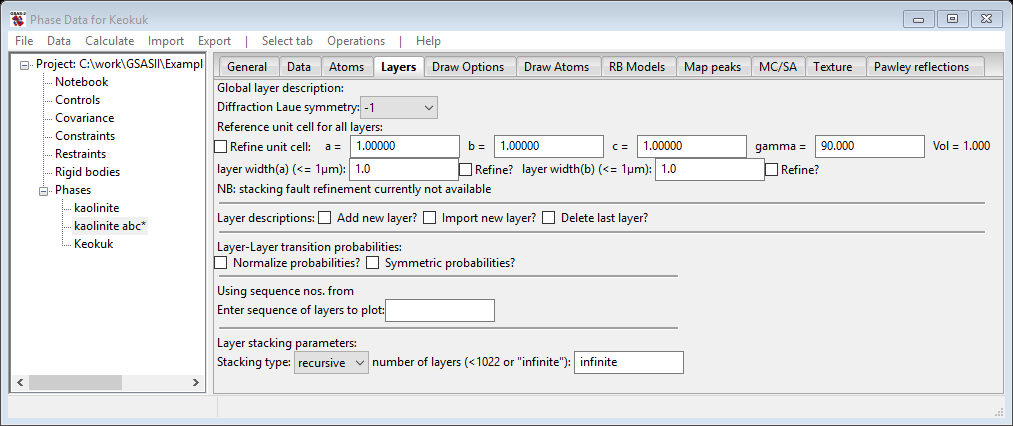 Phase Data for Keokuk
File Data Calculate Import Export | Select tab Operations | Help
Project: C:\work\GSASII\Exampl
Notebook
Controls
Covariance
Constraints
Restraints
Rigid bodies
Phases
kaolinite
kaolinite abc*
Keokuk
General Data Atoms Layers Draw Options Draw Atoms RB Models Map peaks MC/SA Texture Pawley reflections
Global layer description:
Diffraction Laue symmetry: -1
Reference unit cell for all layers:
Refine unit cell: a = 1.00000 b = 1.00000 c = 1.00000 gamma = 90.000 Vol = 1.000
layer width(a) (<= 1µm): 1.0 Refine? layer width(b) (<= 1µm): 1.0 Refine?
NB: stacking fault refinement currently not available
Layer descriptions: Add new layer? Import new layer? Delete last layer?
Layer-Layer transition probabilities:
Normalize probabilities? Symmetric probabilities?
Using sequence nos. from
Enter sequence of layers to plot:
Layer stacking parameters:
Stacking type: recursive number of layers (<1022 or "infinite"): infinite